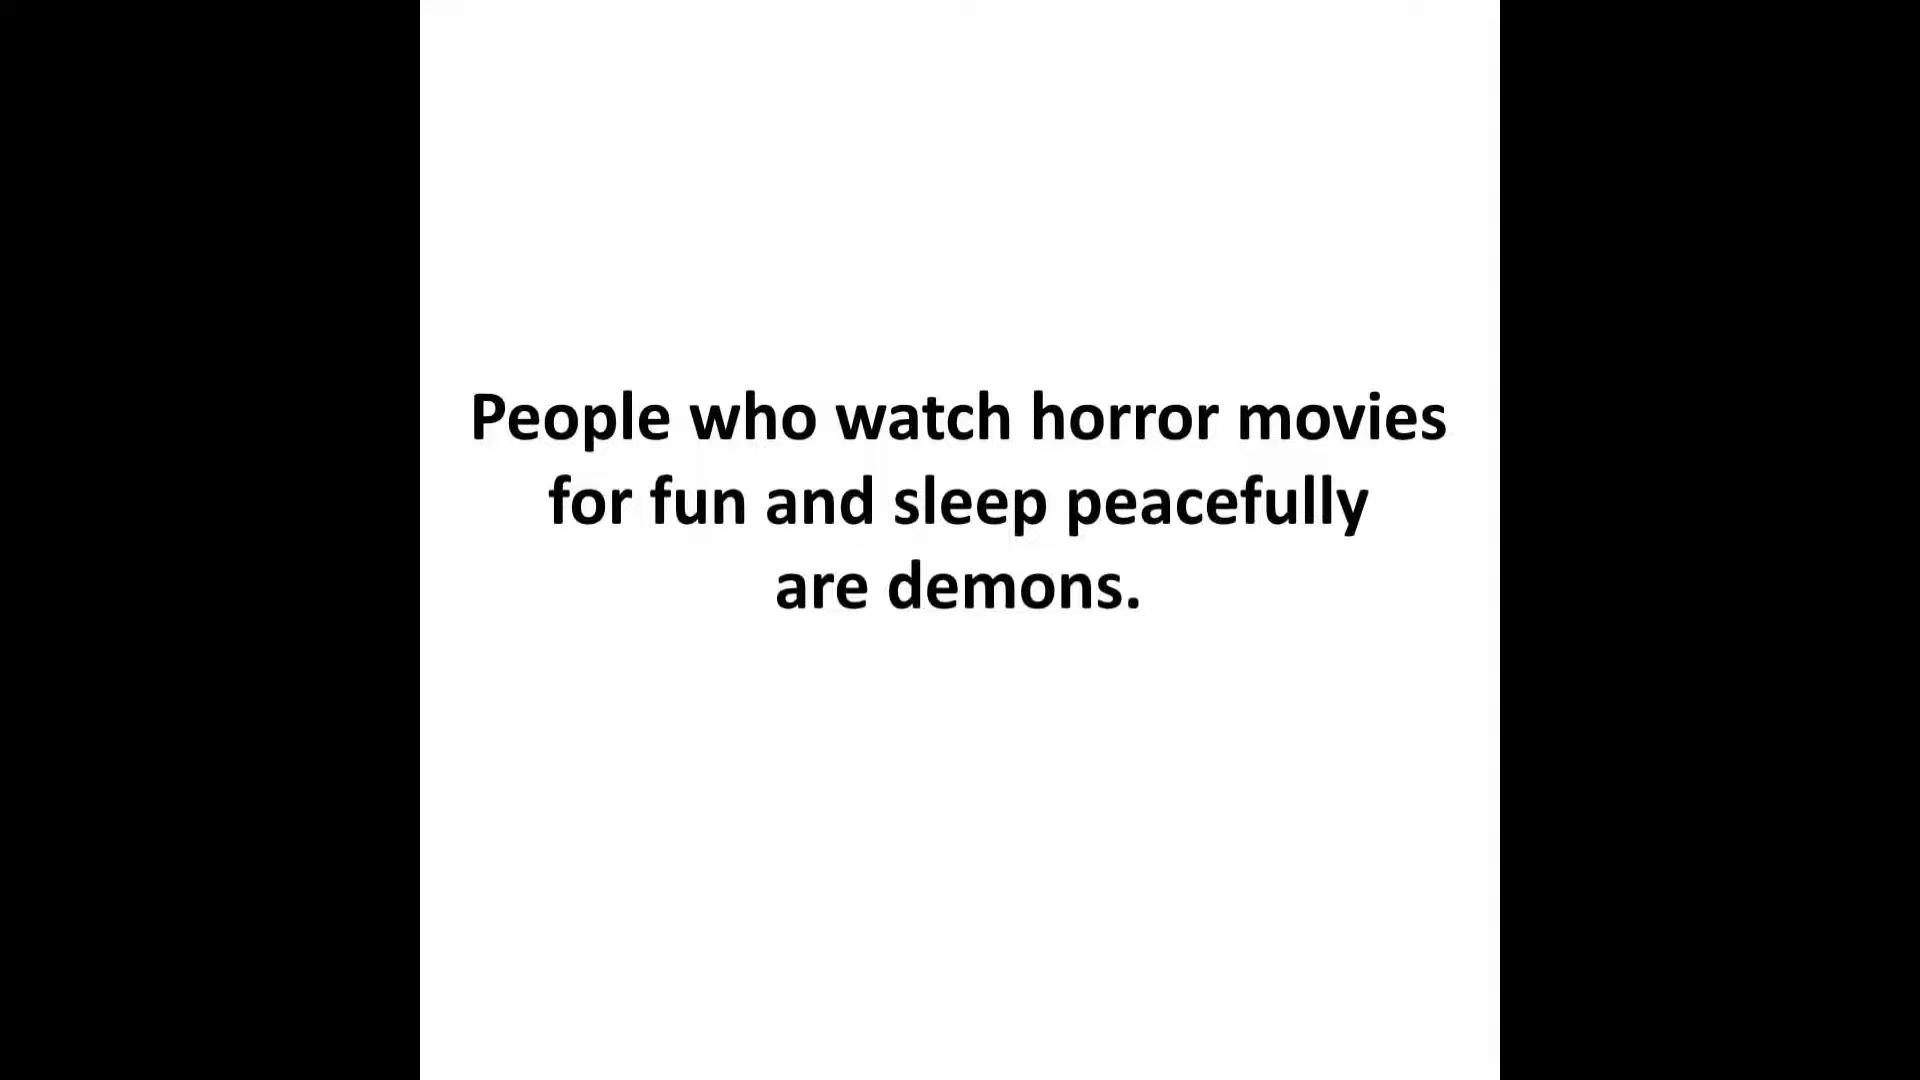 People who watch horror movies
for fun and sleep peacefully
are demons.